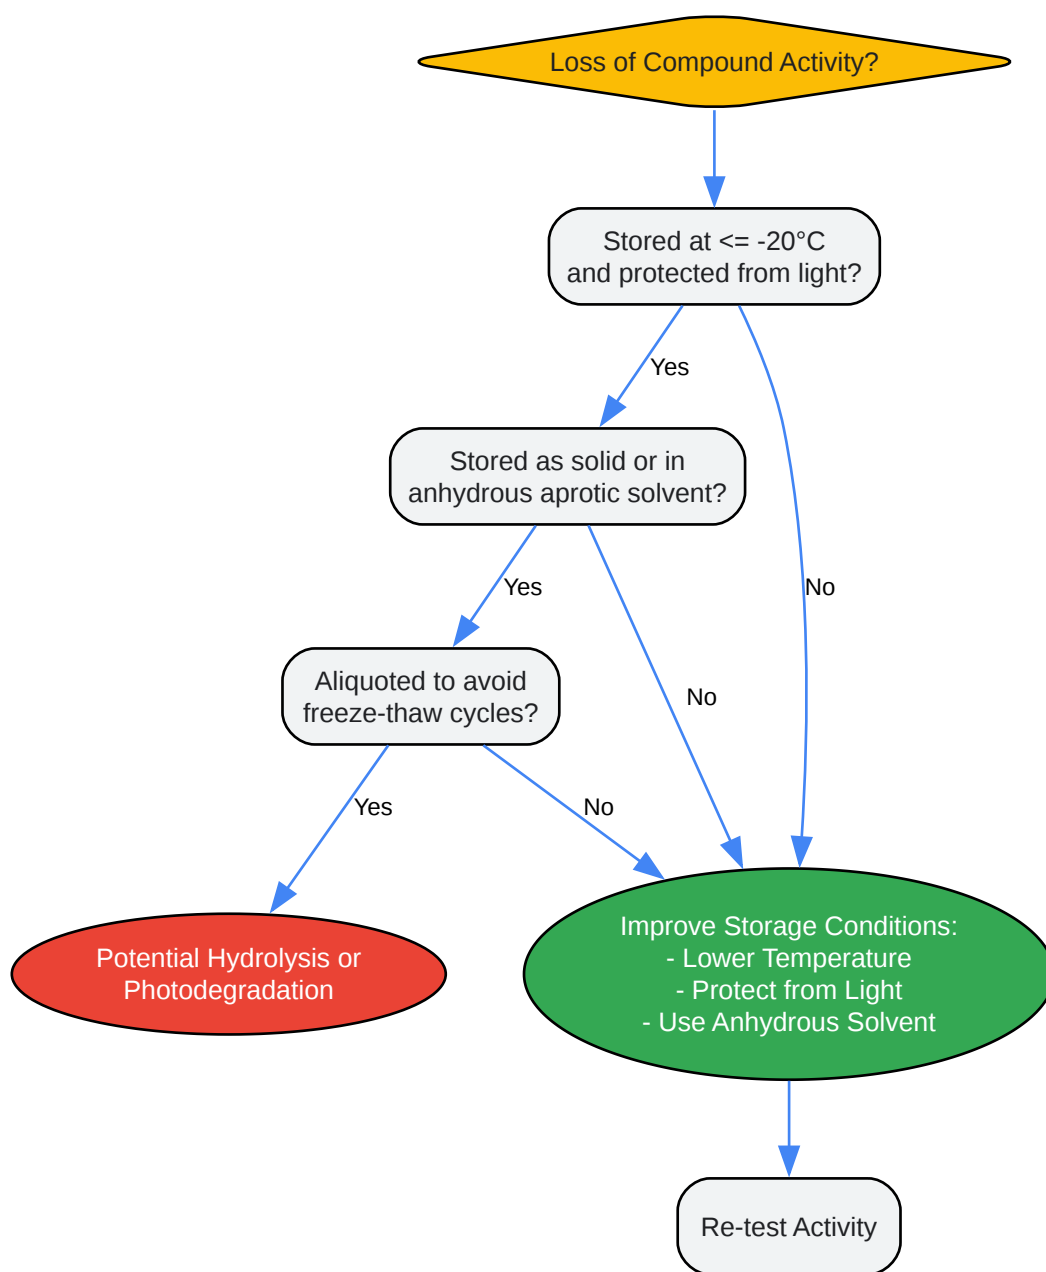 Loss of Compound Activity?
Stored at <= -20°C
and protected from light?
Yes
Stored as solid or in
anhydrous aprotic solvent?
Yes
No
No
Aliquoted to avoid
freeze-thaw cycles?
Yes
No
Potential Hydrolysis or
Photodegradation
Improve Storage Conditions:
- Lower Temperature
- Protect from Light
- Use Anhydrous Solvent
Re-test Activity